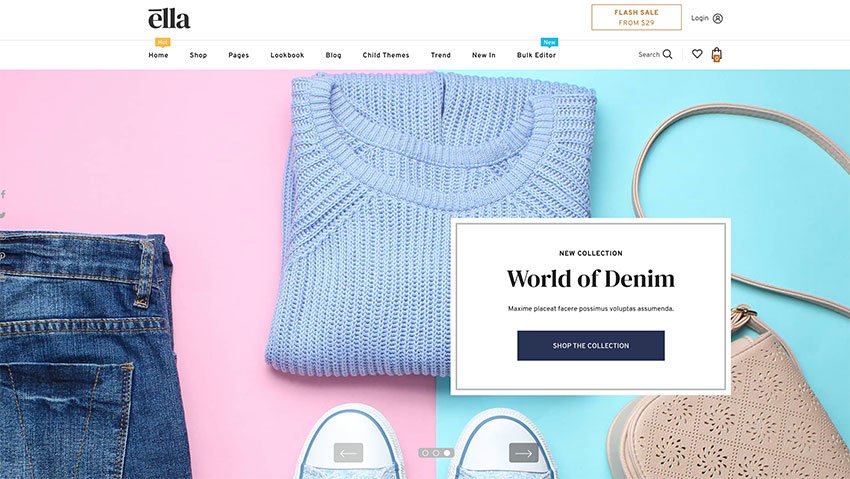 ēlla
FLASH SALE
FROM $29
Login
Hot
New
Home Shop Pages Lookbook Blog Child Themes Trend New In Bulk Editor
Search
0
NEW COLLECTION
World of Denim
Maxime placeat facere possimus voluptas assumenda.
SHOP THE COLLECTION